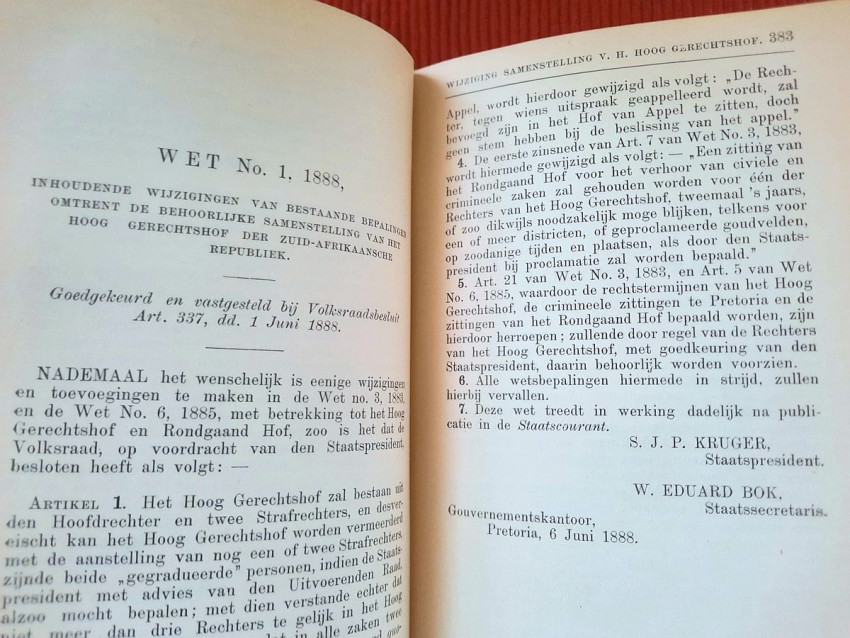 WET No. 1, 1888,
INHOUDENDE WIJZIGINGEN VAN BESTAANDE BEPALINGEN
OMTRENT DE BEHOORLIJKE SAMENSTELLING VAN HET
HOOG GERECHTSHOF DER ZUID-AFRIKAANSCHE
REPUBLIEK.
Goedgekeurd en vastgesteld bij Volksraadsbesluit
Art. 337, dd. 1 Juni 1888.
NADEMAAL het wenschelijk is eenige wijzigingen
en toevoegingen te maken in de Wet no. 3, 1883,
en de Wet No. 6, 1885, met betrekking tot het Hoog
Gerechtshof en Rondgaand Hof, zoo is het dat de
Volksraad, op voordracht van den Staatspresident,
besloten heeft als volgt: —
ARTIKEL 1. Het Hoog Gerechtshof zal bestaan uit
den Hoofdrechter en twee Strafrechters, en desver-
eischt kan het Hoog Gerechtshof worden vermeerderd
met de aanstelling van nog een of twee Strafrechters,
zijnde beide „gegradueerde" personen, indien de Staats-
president met advies van den Uitvoerenden Raad,
alzoo mocht bepalen; met dien verstande echter dat
niet meer dan drie Rechters te gelijk in het Hoog
dat in alle zaken twee
WIJZIGING SAMENSTELLING V. H. HOOG GERECHTSHOF. 383
Appel, wordt hierdoor gewijzigd als volgt: „De Rech-
ter, tegen wiens uitspraak geappelleerd wordt, zal
bevoegd zijn in het Hof van Appel te zitten, doch
geen stem hebben bij de beslissing van het appel."
4. De eerste zinsnede van Art. 7 van Wet No. 3, 1883,
wordt hiermede gewijzigd als volgt: — „Een zitting van
het Rondgaand Hof voor het verhoor van civiele en
crimineele zaken zal gehouden worden voor één der
Rechters van het Hoog Gerechtshof, tweemaal 's jaars,
of zoo dikwijls noodzakelijk moge blijken, telkens voor
een of meer districten, of geproclameerde goudvelden,
op zoodanige tijden en plaatsen, als door den Staats-
president bij proclamatie zal worden bepaald."
5. Art. 21 van Wet No. 3, 1883, en Art. 5 van Wet
No. 6, 1885, waardoor de rechtstermijnen van het Hoog
Gerechtshof, de crimineele zittingen te Pretoria en de
zittingen van het Rondgaand Hof bepaald worden, zijn
hierdoor herroepen; zullende door regel van de Rechters
van het Hoog Gerechtshof, met goedkeuring van den
Staatspresident, daarin behoorlijk worden voorzien.
6. Alle wetsbepalingen hiermede in strijd, zullen
hierbij vervallen.
7. Deze wet treedt in werking dadelijk na publi-
catie in de Staatscourant.
S. J. P. KRUGER,
Staatspresident.
W. EDUARD BOK,
Staatssecretaris.
Gouvernementskantoor,
Pretoria, 6 Juni 1888.